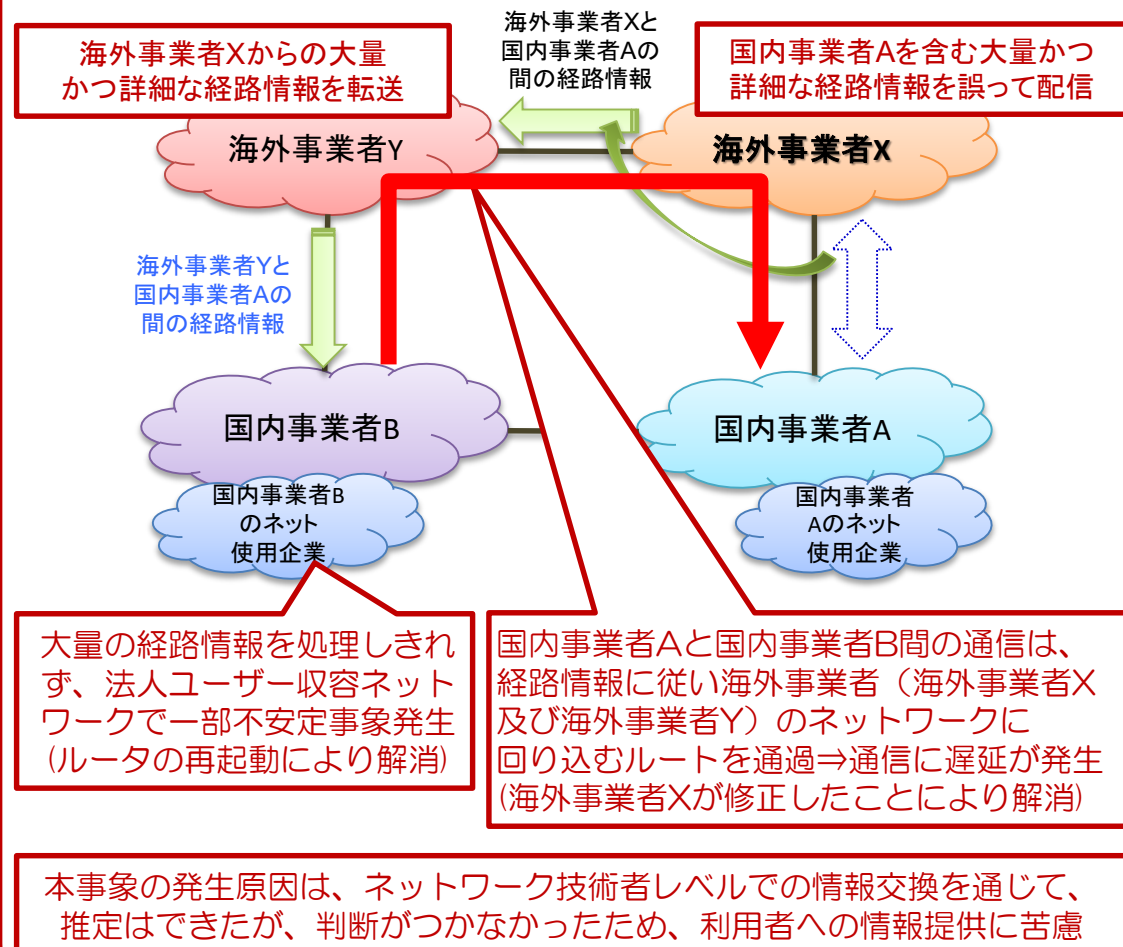 海外事業者Xからの大量
かつ詳細な経路情報を転送
海外事業者Xと
国内事業者Aの
間の経路情報
国内事業者Aを含む大量かつ
詳細な経路情報を誤って配信
海外事業者Y
海外事業者X
海外事業者Yと
国内事業者Aの
間の経路情報
国内事業者B
国内事業者A
国内事業者B
のネット
使用企業
国内事業者
Aのネット
使用企業
大量の経路情報を処理しきれ
ず、法人ユーザー収容ネット
ワークで一部不安定事象発生
(ルータの再起動により解消)
国内事業者Aと国内事業者B間の通信は、
経路情報に従い海外事業者（海外事業者X
及び海外事業者Y）のネットワークに
回り込むルートを通過⇒通信に遅延が発生
(海外事業者Xが修正したことにより解消)
本事象の発生原因は、ネットワーク技術者レベルでの情報交換を通じて、
推定はできたが、判断がつかなかったため、利用者への情報提供に苦慮